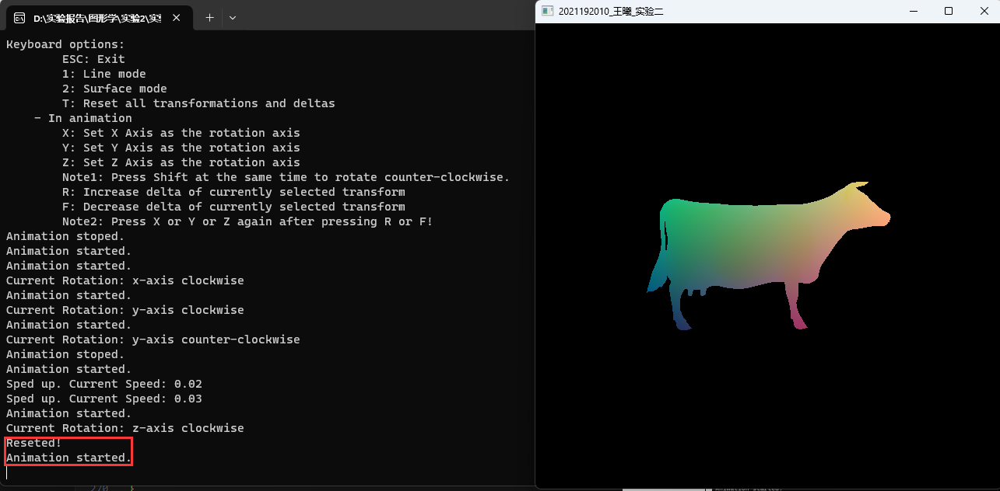 D:\实验报告\图形学\实验2\实
Keyboard options:
ESC: Exit
1: Line mode
2: Surface mode
T: Reset all transformations and deltas
- In animation
X: Set X Axis as the rotation axis
Y: Set Y Axis as the rotation axis
Z: Set Z Axis as the rotation axis
Note1: Press Shift at the same time to rotate counter-clockwise.
R: Increase delta of currently selected transform
F: Decrease delta of currently selected transform
Note2: Press X or Y or Z again after pressing R or F!
Animation stoped.
Animation started.
Animation started.
Current Rotation: x-axis clockwise
Animation started.
Current Rotation: y-axis clockwise
Animation started.
Current Rotation: y-axis counter-clockwise
Animation stoped.
Animation started.
Sped up. Current Speed: 0.02
Sped up. Current Speed: 0.03
Animation started.
Current Rotation: z-axis clockwise
Reseted!
Animation started.
2021192010_王曦_实验二